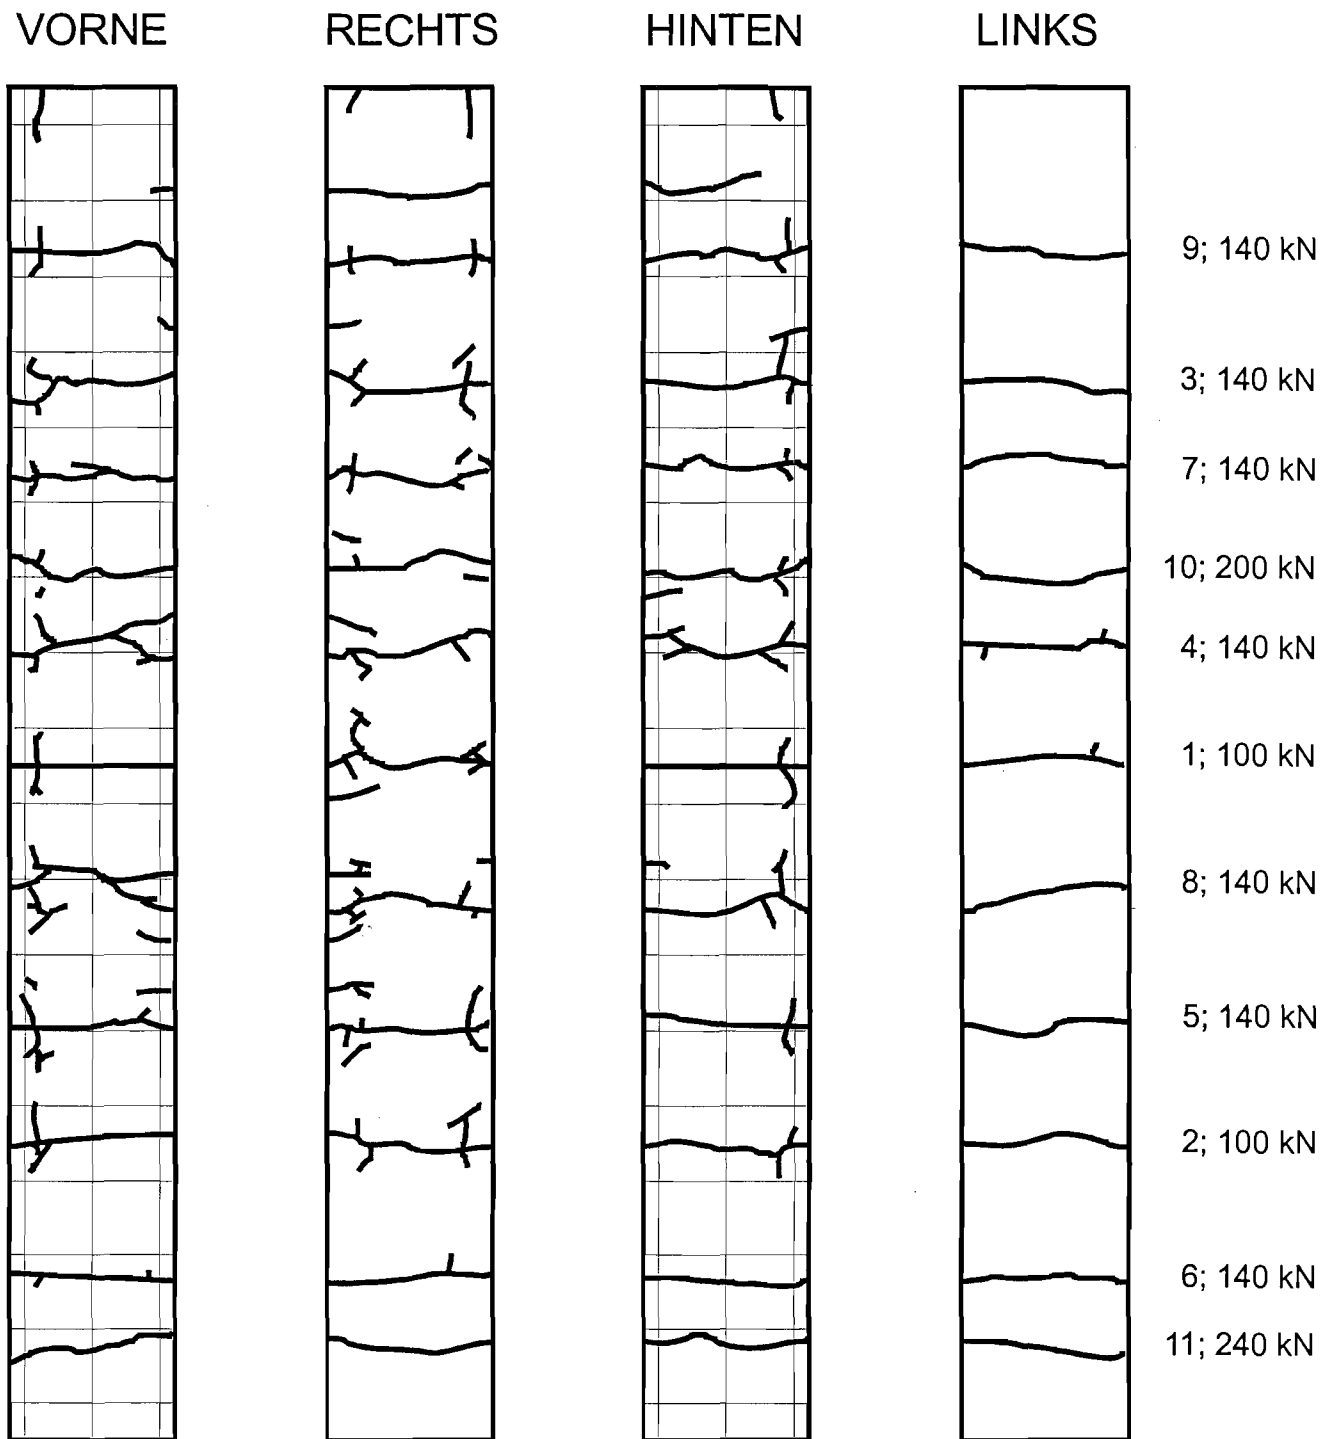 VORNE RECHTS HINTEN LINKS
9; 140 kN
3; 140 kN
7; 140 kN
10; 200 kN
4; 140 kN
1; 100 kN
8; 140 kN
5; 140 kN
2; 100 kN
6; 140 kN
11; 240 kN